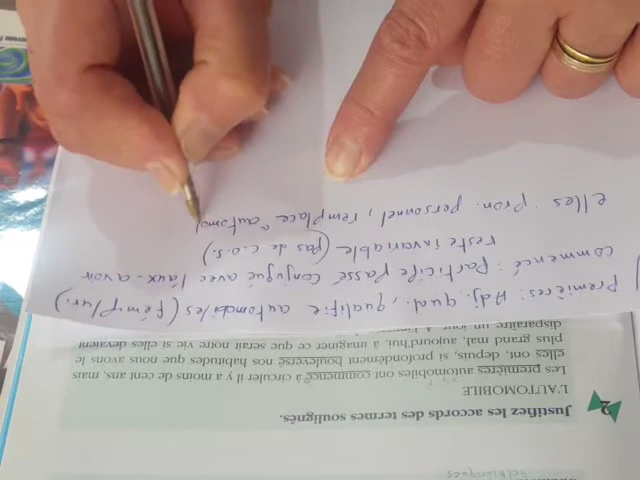 2 Justifiez les accords des termes soulignés.
L'AUTOMOBILE
Les premières automobiles ont commencé à circuler il y a moins de cent ans, mais
elles ont, depuis, si profondément bouleversé nos habitudes que nous avons le
plus grand mal, aujourd'hui, à imaginer ce que serait notre vie si elles devaient
disparaître un jour.
Premières : Adj. qual., qualifie automobiles (fém. plur.)
commencé : Participe passé conjugué avec l'aux. avoir
reste invariable (pas de c.o.d.)
elles : Pron. personnel, remplace "automo